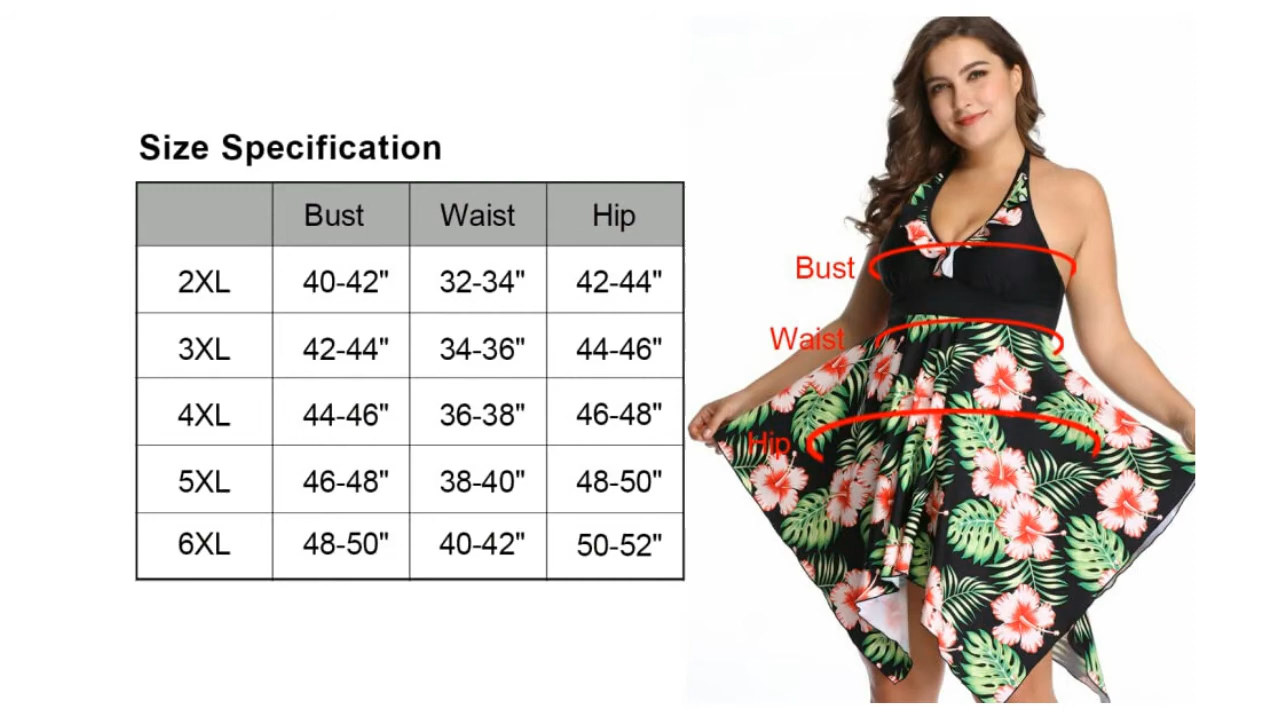 Size Specification
Bust Waist Hip
2XL 40-42" 32-34" 42-44"
3XL 42-44" 34-36" 44-46"
4XL 44-46" 36-38" 46-48"
5XL 46-48" 38-40" 48-50"
6XL 48-50" 40-42" 50-52"
Bust
Waist
Hip